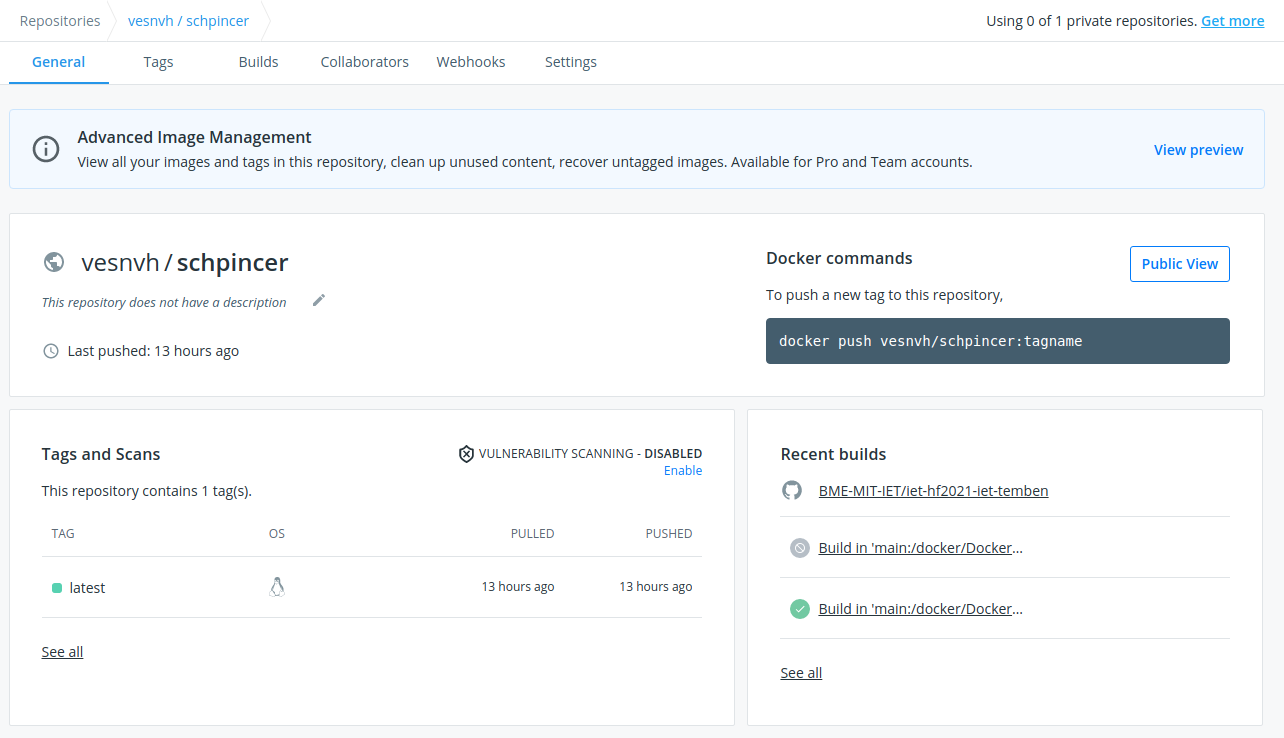 Repositories
vesnvh / schpincer
Using 0 of 1 private repositories. Get more
General
Tags
Builds
Collaborators
Webhooks
Settings
Advanced Image Management
View all your images and tags in this repository, clean up unused content, recover untagged images. Available for Pro and Team accounts.
View preview
vesnvh / schpincer
This repository does not have a description
Last pushed: 13 hours ago
Docker commands
Public View
To push a new tag to this repository,
docker push vesnvh/schpincer:tagname
Tags and Scans
VULNERABILITY SCANNING - DISABLED
Enable
This repository contains 1 tag(s).
TAG
OS
PULLED
PUSHED
latest
13 hours ago
13 hours ago
See all
Recent builds
BME-MIT-IET/iet-hf2021-iet-temben
Build in 'main:/docker/Docker...
Build in 'main:/docker/Docker...
See all